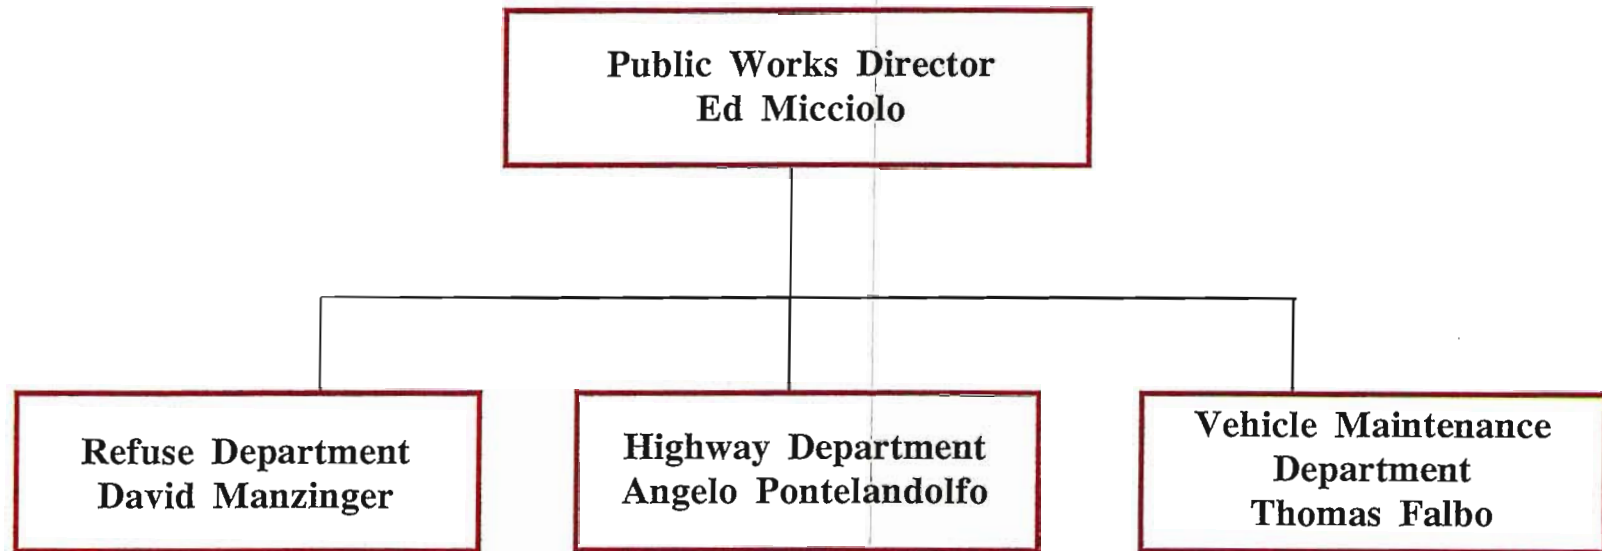 Public Works Director
Ed Micciolo
Refuse Department
David Manzinger
Highway Department
Angelo Pontelandolfo
Vehicle Maintenance
Department
Thomas Falbo